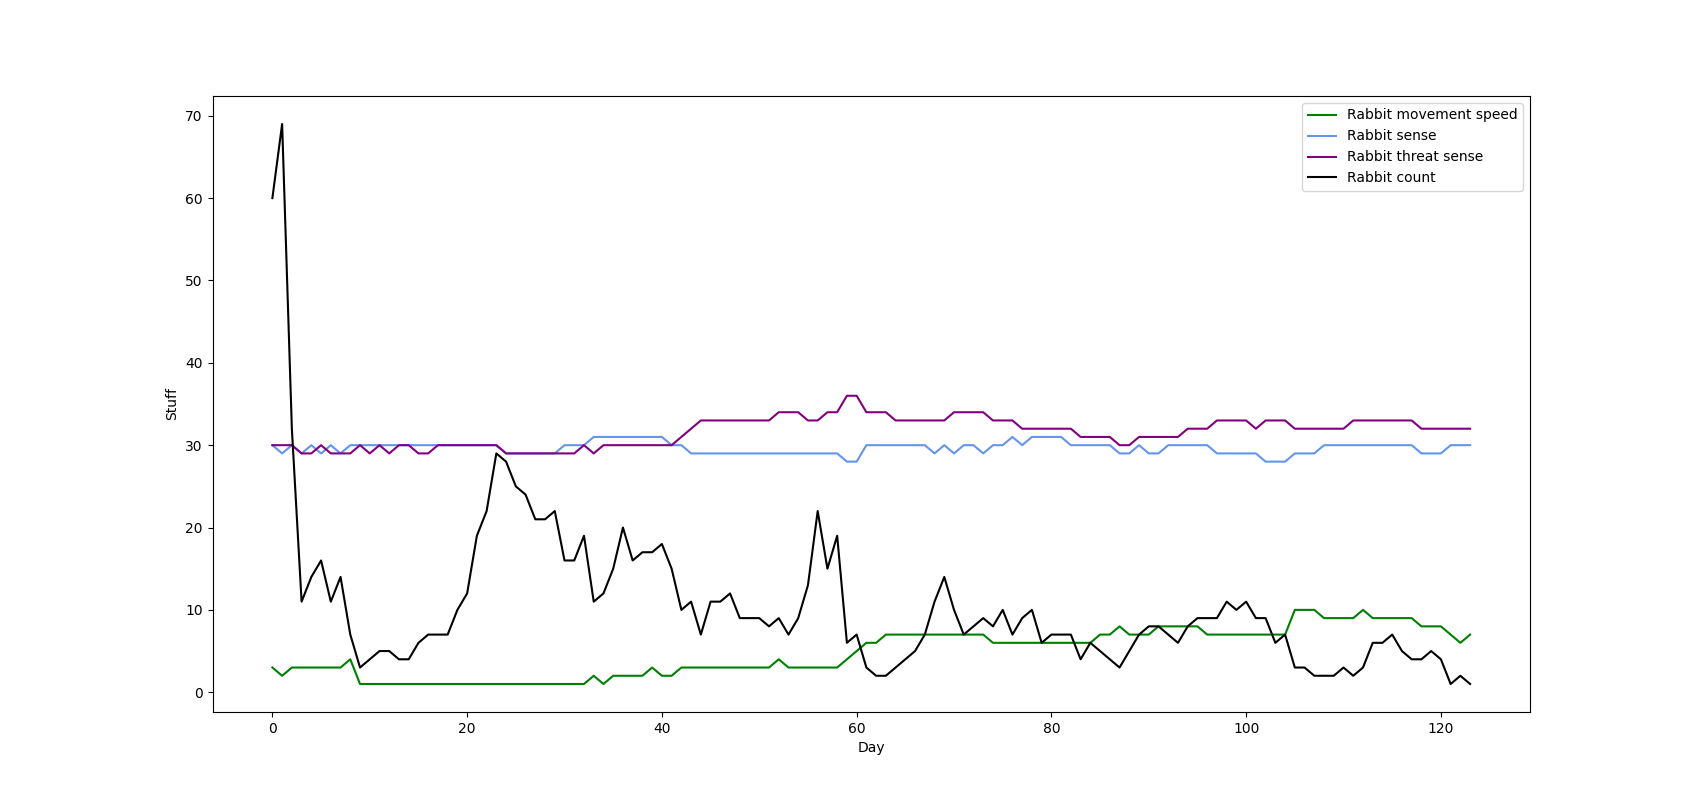 Rabbit movement speed
Rabbit sense
Rabbit threat sense
Rabbit count
70
60
50
40
30
20
10
0
Stuff
0 20 40 60 80 100 120
Day